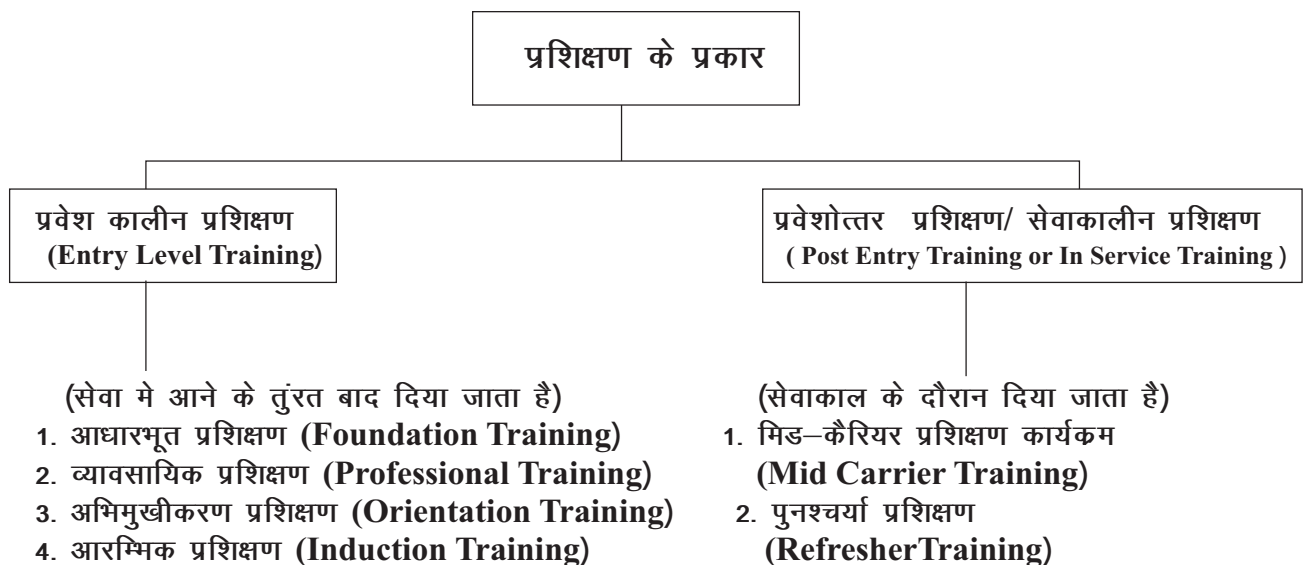 प्रशिक्षण के प्रकार
प्रवेश कालीन प्रशिक्षण
(Entry Level Training)
प्रवेशोत्तर प्रशिक्षण/ सेवाकालीन प्रशिक्षण
( Post Entry Training or In Service Training )
(सेवा मे आने के तुंरत बाद दिया जाता है)
1. आधारभूत प्रशिक्षण (Foundation Training)
2. व्यावसायिक प्रशिक्षण (Professional Training)
3. अभिमुखीकरण प्रशिक्षण (Orientation Training)
4. आरम्भिक प्रशिक्षण (Induction Training)
(सेवाकाल के दौरान दिया जाता है)
1. मिड–कैरियर प्रशिक्षण कार्यकम
(Mid Carrier Training)
2. पुनश्चर्या प्रशिक्षण
(RefresherTraining)